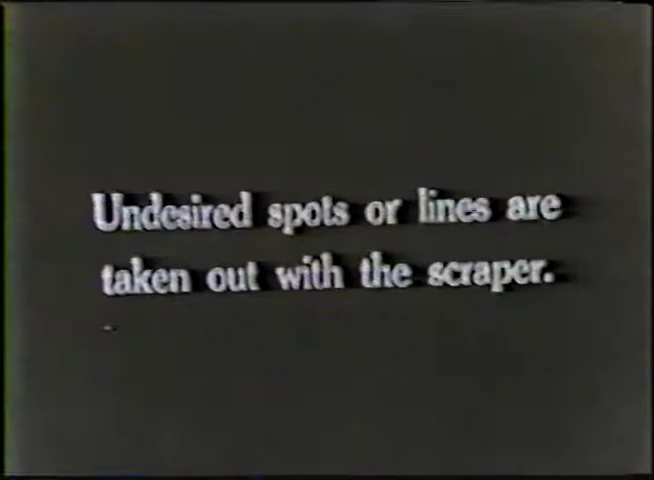 Undesired spots or lines are
taken out with the scraper.